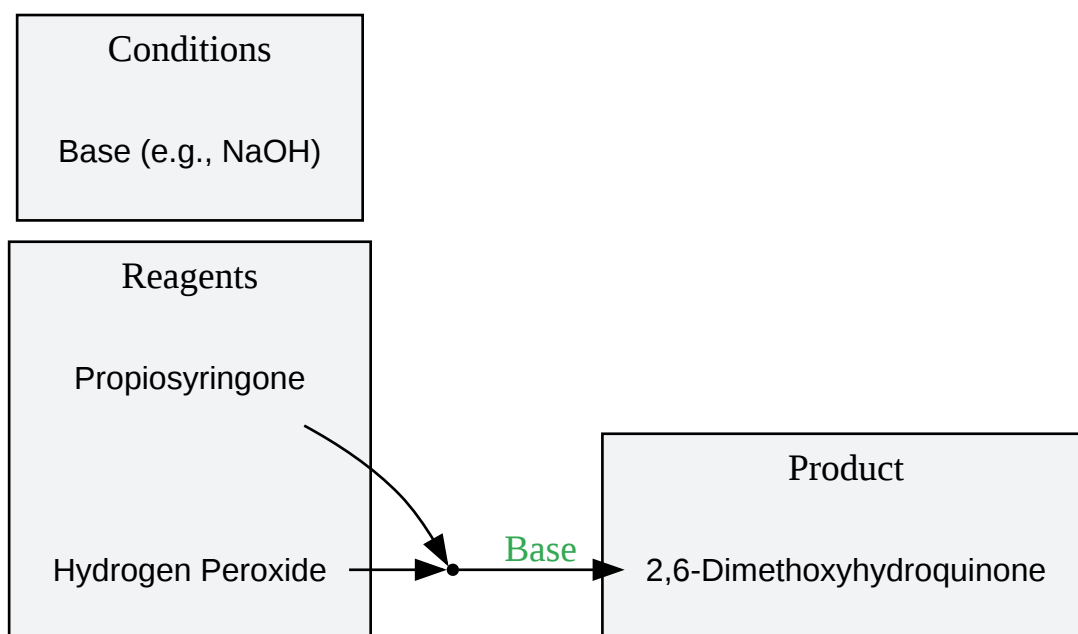 Conditions
Base (e.g., NaOH)
Reagents
Propiosyringone
Hydrogen Peroxide
Base
Product
2,6-Dimethoxyhydroquinone